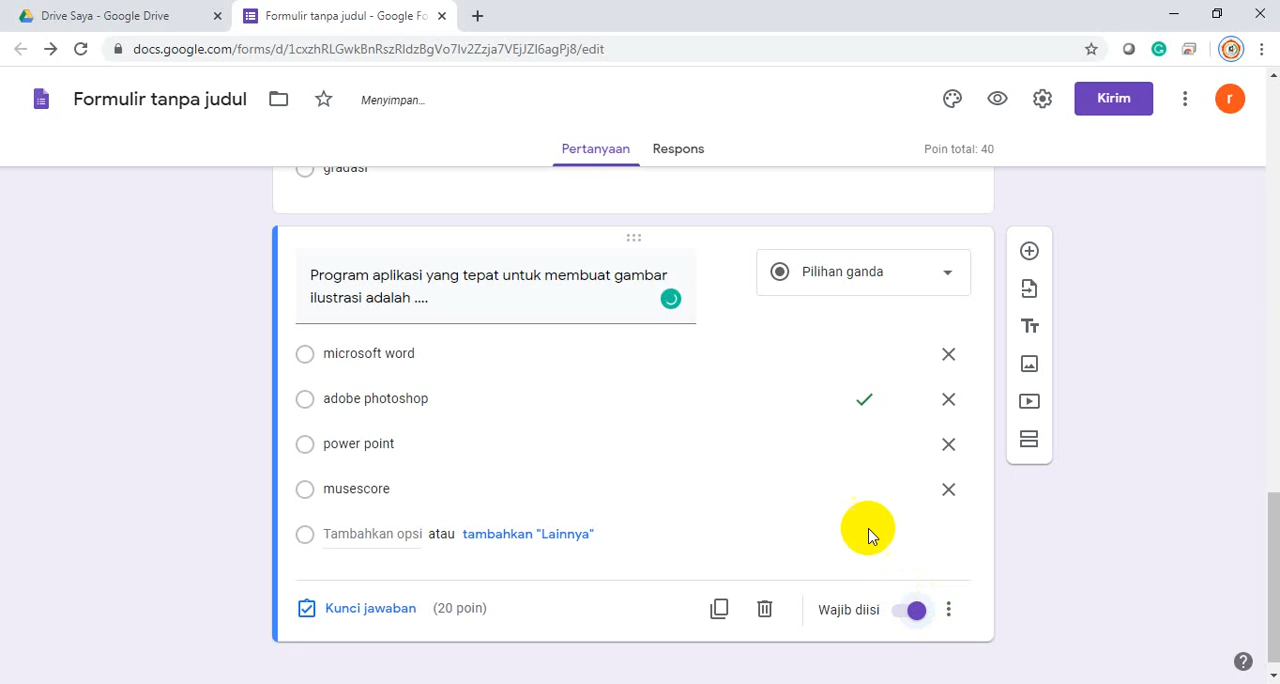 Drive Saya - Google Drive
Formulir tanpa judul - Google Fo
docs.google.com/forms/d/1cxzhRLGwkBnRszRldzBgVo7Iv2Zzja7VEjJZI6agPj8/edit
Formulir tanpa judul
Menyimpan...
Kirim
r
Pertanyaan
Respons
Poin total: 40
gradasi
Program aplikasi yang tepat untuk membuat gambar
ilustrasi adalah ....
Pilihan ganda
microsoft word
adobe photoshop
power point
musescore
Tambahkan opsi atau tambahkan "Lainnya"
Kunci jawaban (20 poin)
Wajib diisi